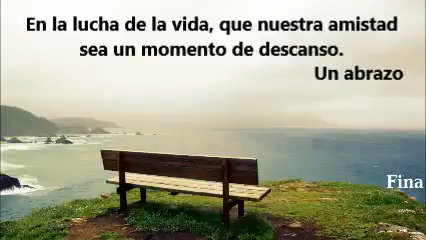 En la lucha de la vida, que nuestra amistad
sea un momento de descanso.
Un abrazo
Fina